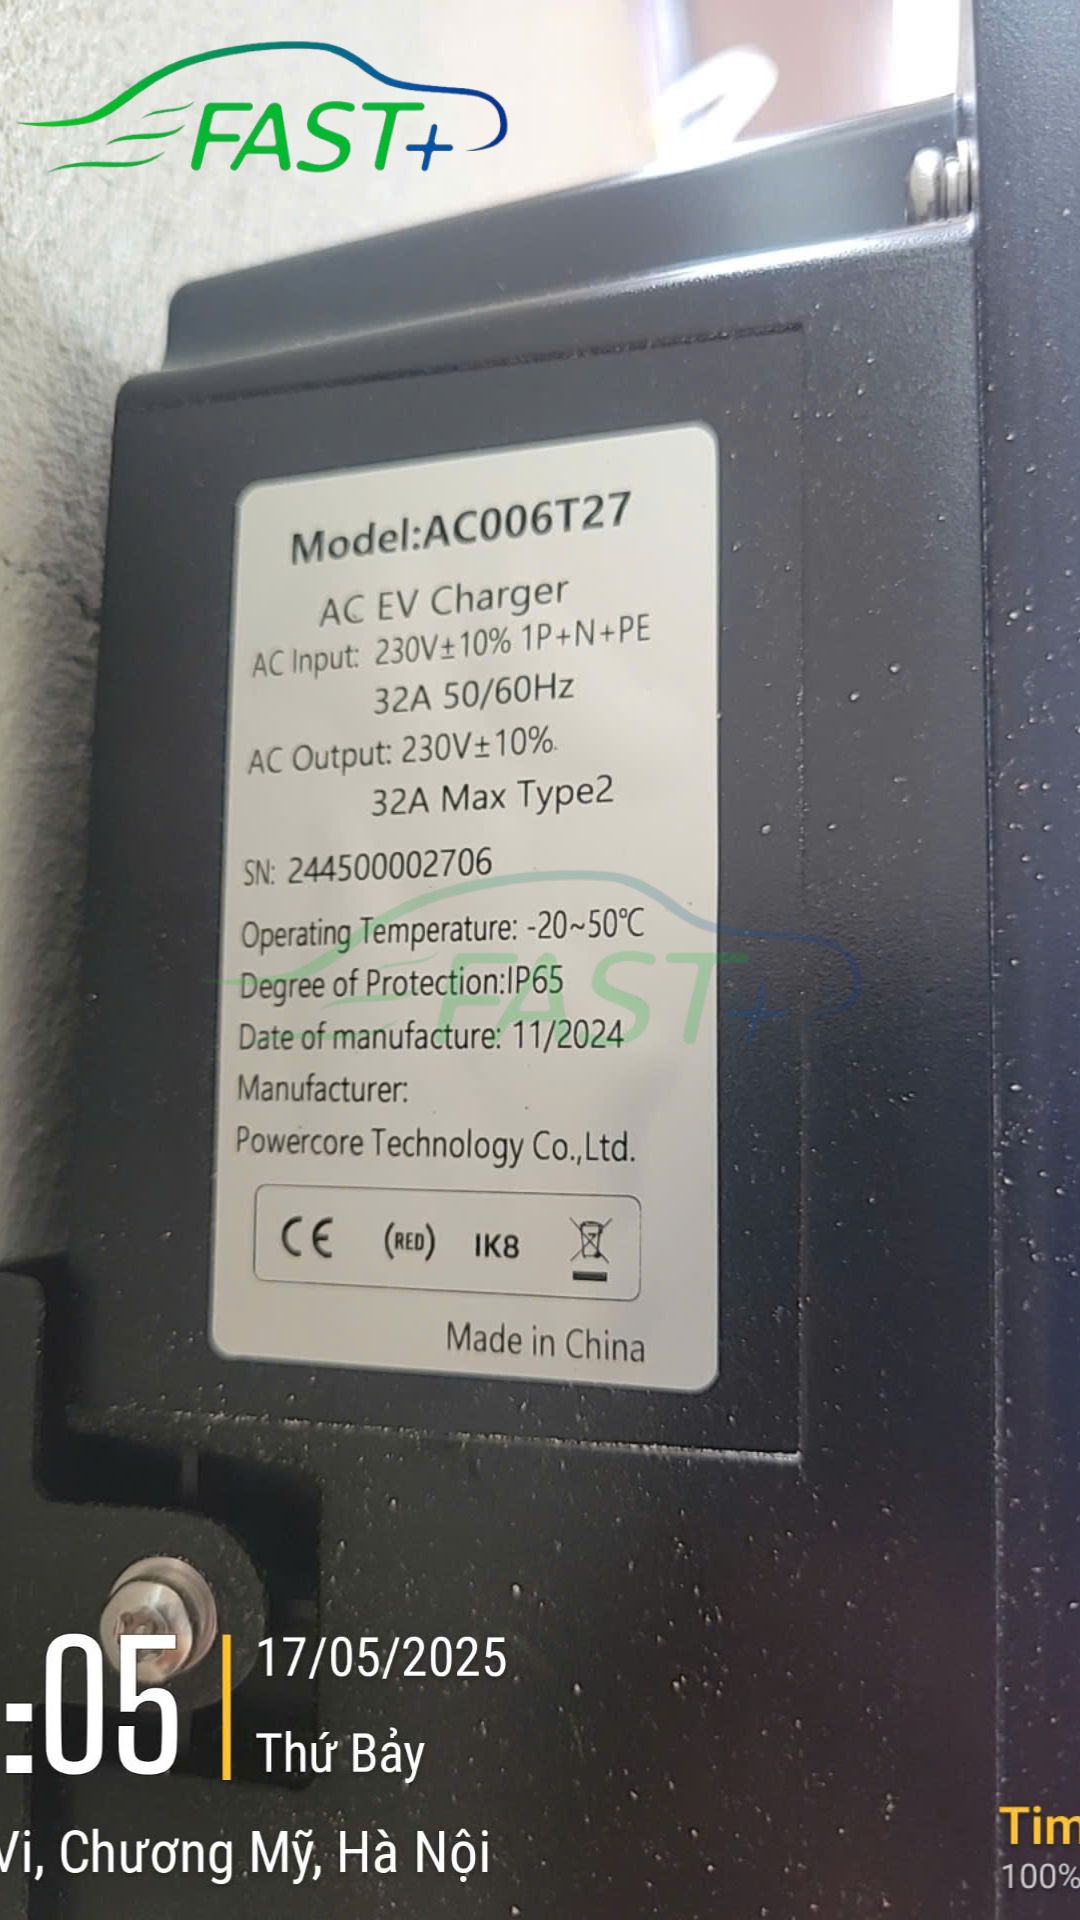 FAST+
Model:AC006T27
AC EV Charger
AC Input: 230V±10% 1P+N+PE
32A 50/60Hz
AC Output: 230V±10%.
32A Max Type2
SN: 244500002706
Operating Temperature: -20~50℃
Degree of Protection:IP65
FAST+
Date of manufacture: 11/2024
Manufacturer:
Powercore Technology Co.,Ltd.
CE (RED) IK8
Made in China
:05
17/05/2025
Thứ Bảy
Vi, Chương Mỹ, Hà Nội
Tim
100%